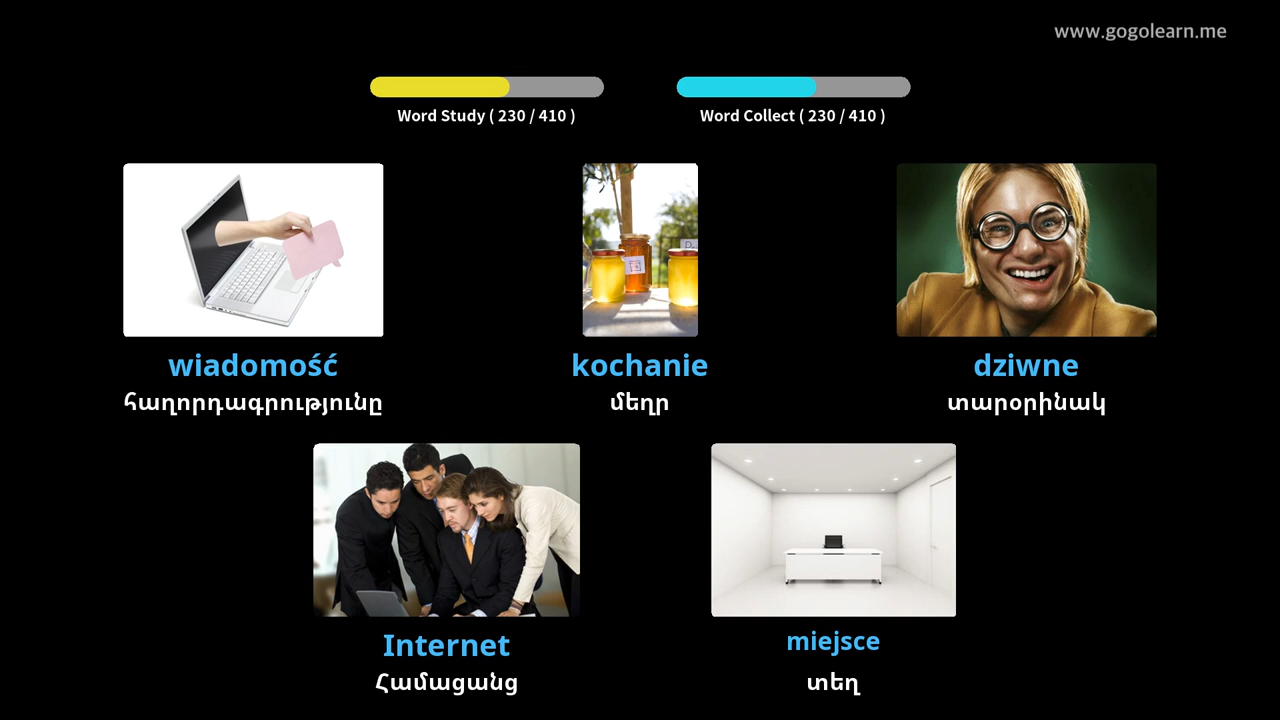 www.gogolearn.me
Word Study ( 230 / 410 )
Word Collect ( 230 / 410 )
wiadomość
հաղորդագրությունը
kochanie
մեղր
dziwne
տարօրինակ
Internet
Համացանց
miejsce
տեղ